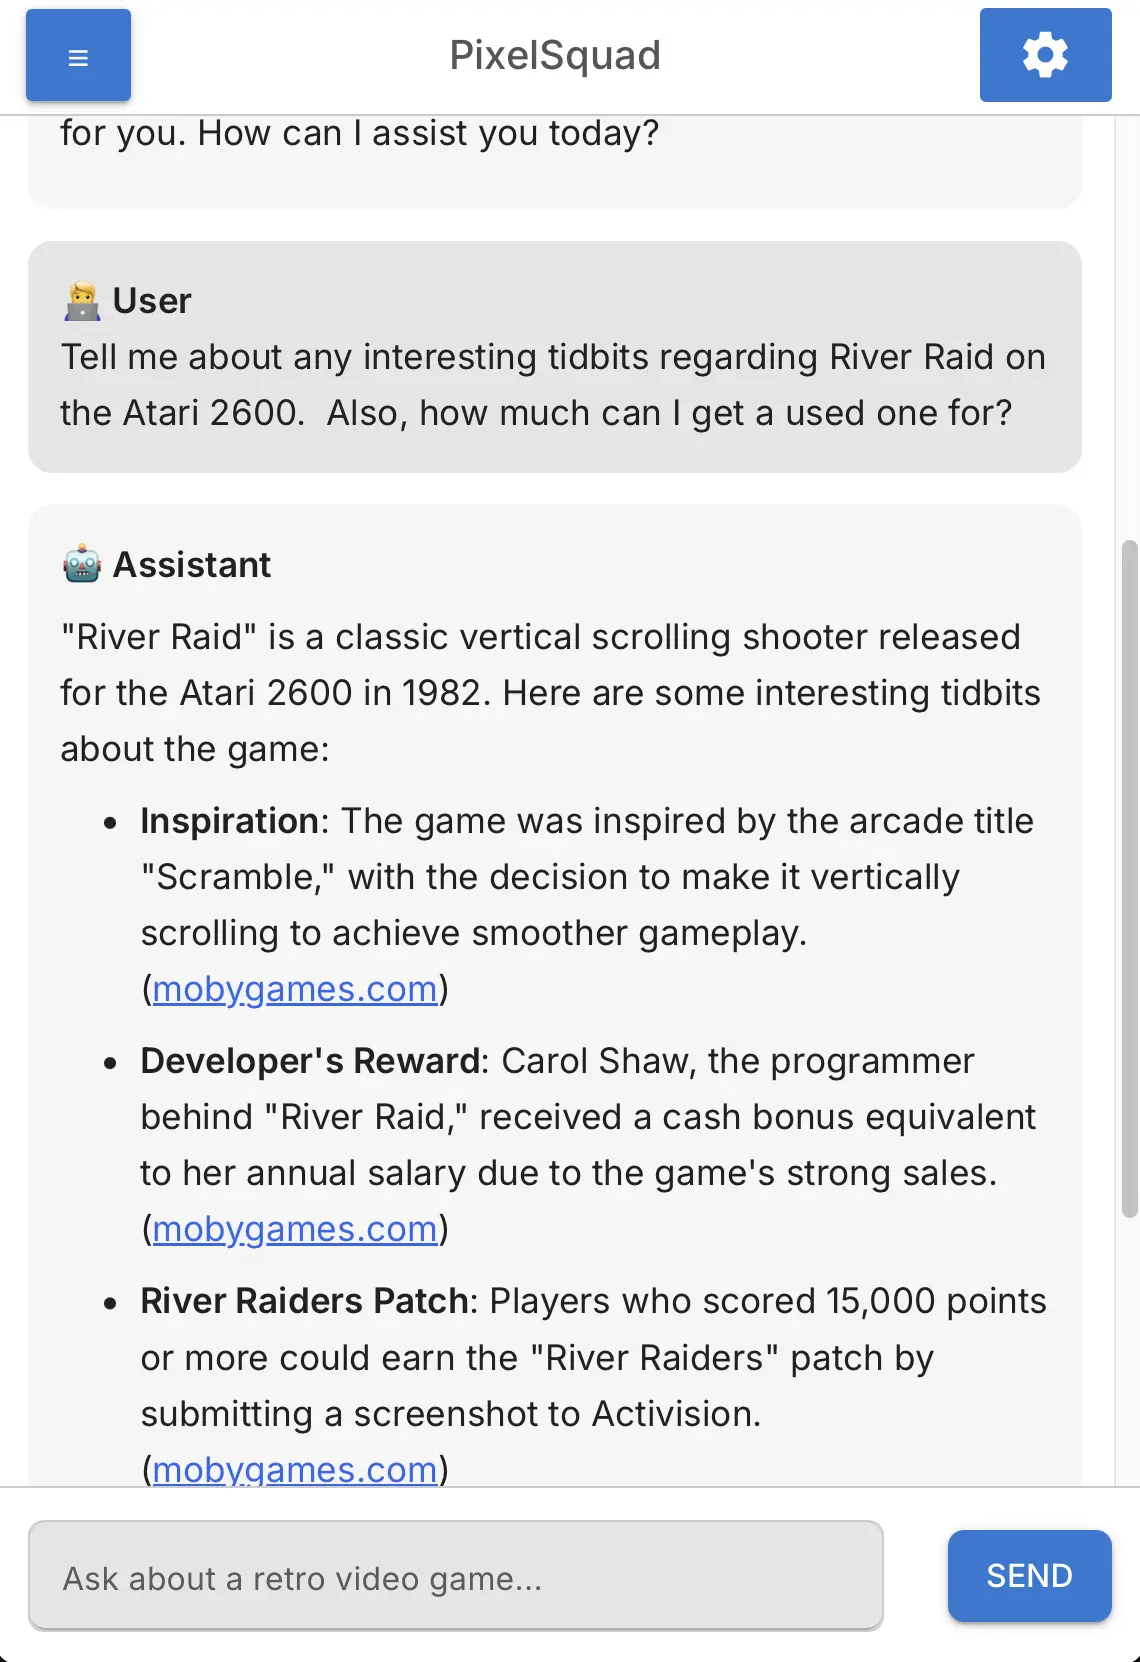 PixelSquad
for you. How can I assist you today?
User
Tell me about any interesting tidbits regarding River Raid on
the Atari 2600.  Also, how much can I get a used one for?
Assistant
"River Raid" is a classic vertical scrolling shooter released
for the Atari 2600 in 1982. Here are some interesting tidbits
about the game:
• Inspiration: The game was inspired by the arcade title
"Scramble," with the decision to make it vertically
scrolling to achieve smoother gameplay.
(mobygames.com)
• Developer's Reward: Carol Shaw, the programmer
behind "River Raid," received a cash bonus equivalent
to her annual salary due to the game's strong sales.
(mobygames.com)
• River Raiders Patch: Players who scored 15,000 points
or more could earn the "River Raiders" patch by
submitting a screenshot to Activision.
(mobygames.com)
Ask about a retro video game...
SEND